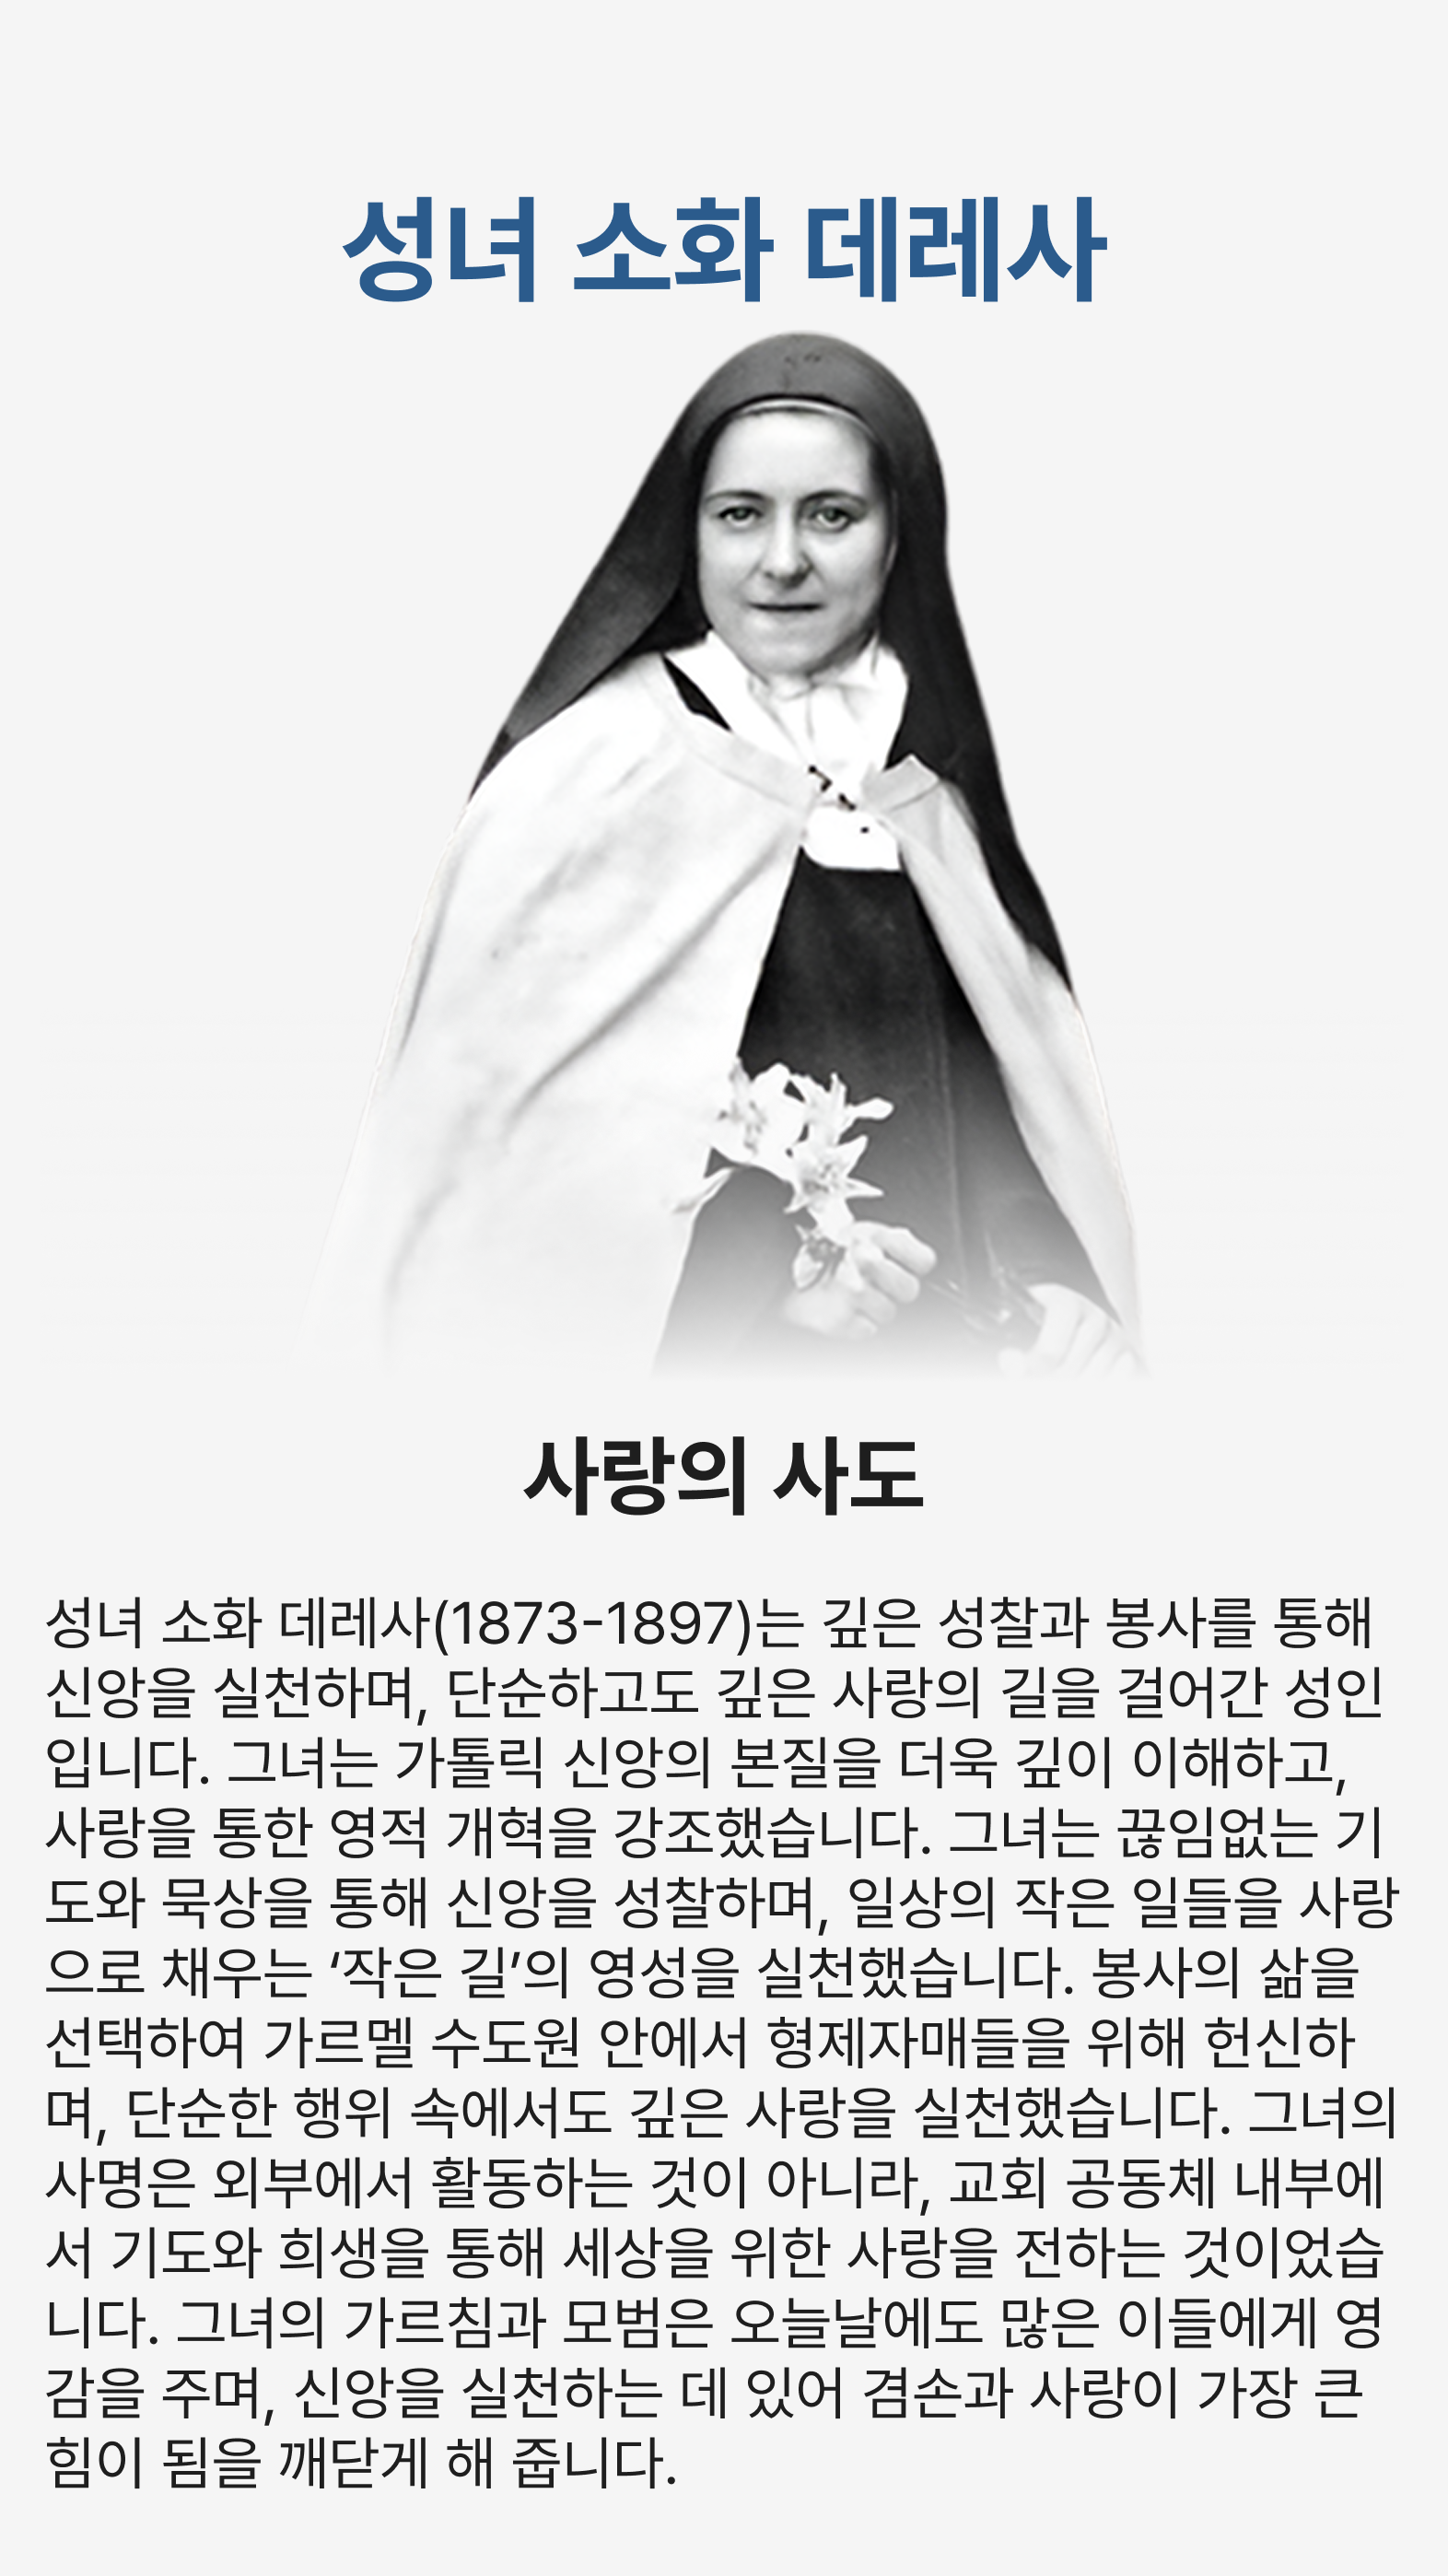 성녀 소화 데레사
사랑의 사도
성녀 소화 데레사(1873-1897)는 깊은 성찰과 봉사를 통해
신앙을 실천하며, 단순하고도 깊은 사랑의 길을 걸어간 성인
입니다. 그녀는 가톨릭 신앙의 본질을 더욱 깊이 이해하고,
사랑을 통한 영적 개혁을 강조했습니다. 그녀는 끊임없는 기
도와 묵상을 통해 신앙을 성찰하며, 일상의 작은 일들을 사랑
으로 채우는 ‘작은 길’의 영성을 실천했습니다. 봉사의 삶을
선택하여 가르멜 수도원 안에서 형제자매들을 위해 헌신하
며, 단순한 행위 속에서도 깊은 사랑을 실천했습니다. 그녀의
사명은 외부에서 활동하는 것이 아니라, 교회 공동체 내부에
서 기도와 희생을 통해 세상을 위한 사랑을 전하는 것이었습
니다. 그녀의 가르침과 모범은 오늘날에도 많은 이들에게 영
감을 주며, 신앙을 실천하는 데 있어 겸손과 사랑이 가장 큰
힘이 됨을 깨닫게 해 줍니다.